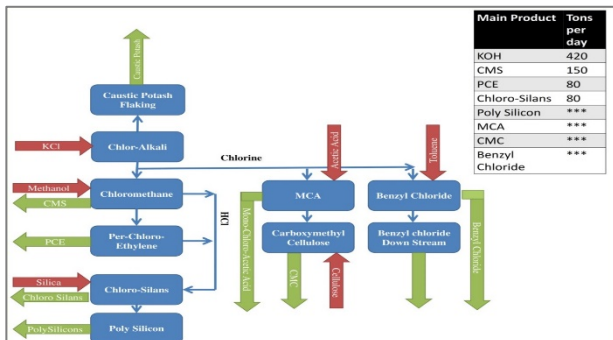 Main Product
Tons per day
KOH
420
CMS
150
PCE
80
Chloro-Silans
80
Poly Silicon
***
MCA
***
CMC
***
Benzyl Chloride
***
Caustic Potash
Caustic Potash Flaking
KCl
Chlor-Alkali
Chlorine
Acetic Acid
Toluene
Methanol
Chloromethane
CMS
HCl
MCA
Benzyl Chloride
PCE
Per-Chloro-Ethylene
Mono-Chloro-Acetic Acid
Carboxymethyl Cellulose
Benzyl chloride Down Stream
Benzyl Chloride
Silica
Chloro-Silans
Chloro Silans
CMC
Cellulose
PolySilicons
Poly Silicon